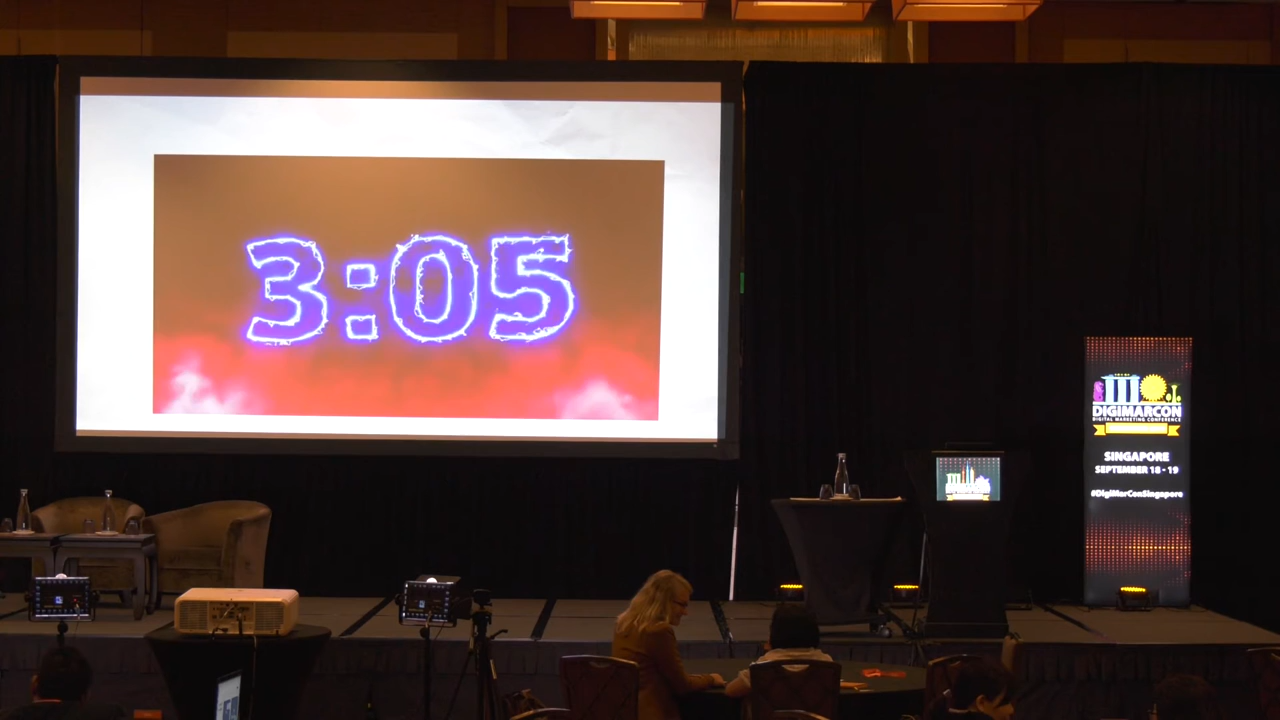 3:05
DIGIMARCON
DIGITAL MARKETING CONFERENCE
SINGAPORE
SEPTEMBER 18 - 19
#DigiMarConSingapore